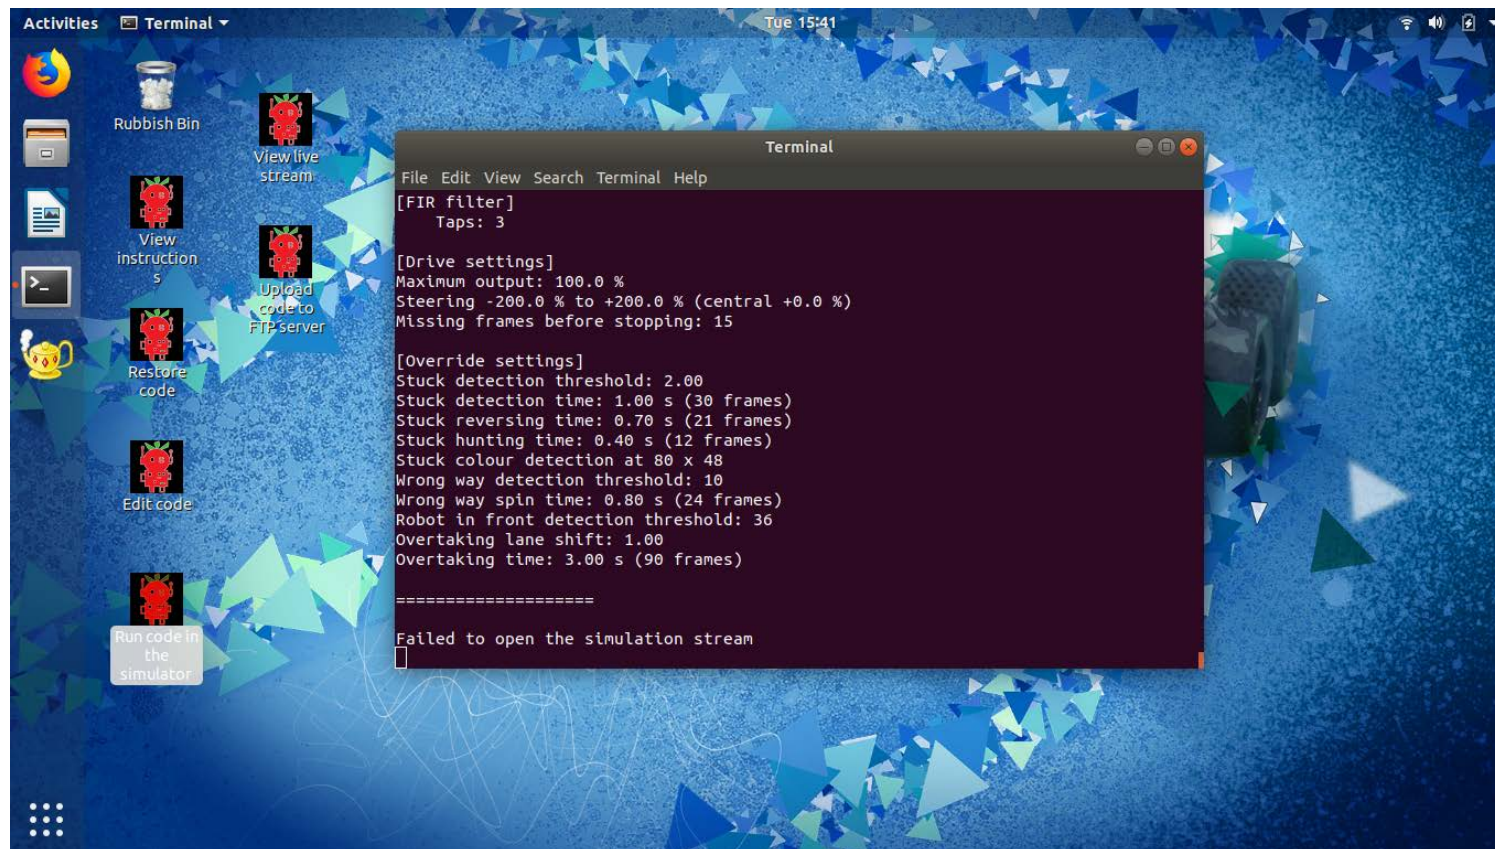 Activities
Terminal
Tue 15:41
Rubbish Bin
View live
stream
View
instruction
s
Upload
code to
FTP server
Restore
code
Edit code
Run code in
the
simulator
Terminal
File Edit View Search Terminal Help
[FIR filter]
Taps: 3
[Drive settings]
Maximum output: 100.0 %
Steering -200.0 % to +200.0 % (central +0.0 %)
Missing frames before stopping: 15
[Override settings]
Stuck detection threshold: 2.00
Stuck detection time: 1.00 s (30 frames)
Stuck reversing time: 0.70 s (21 frames)
Stuck hunting time: 0.40 s (12 frames)
Stuck colour detection at 80 x 48
Wrong way detection threshold: 10
Wrong way spin time: 0.80 s (24 frames)
Robot in front detection threshold: 36
Overtaking lane shift: 1.00
Overtaking time: 3.00 s (90 frames)
====================
Failed to open the simulation stream